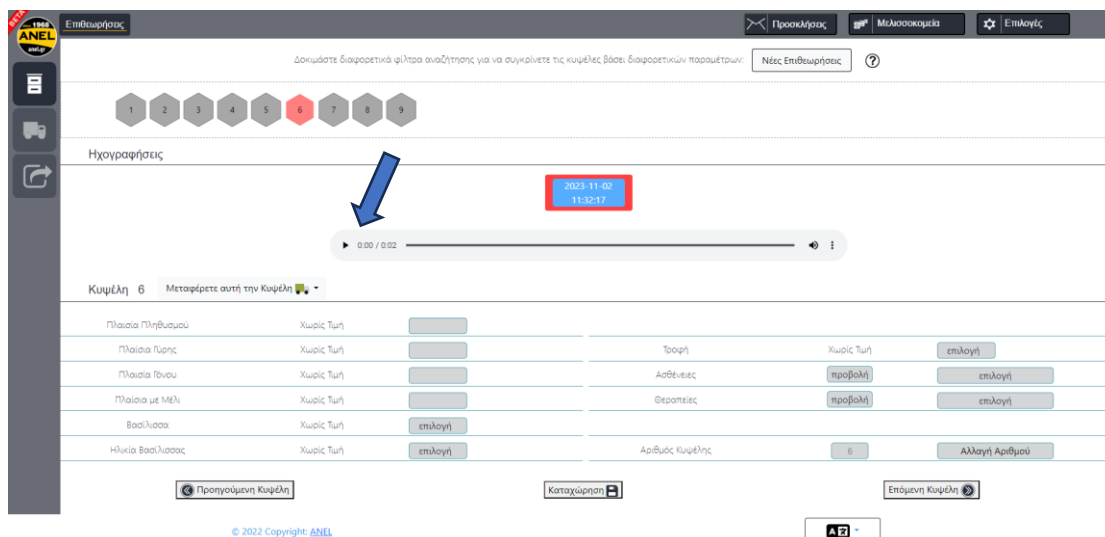 BETA
1968
ANEL
anel.gr
Επιθεωρήσεις
Προσκλήσεις
Μελισσοκομεία
Επιλογές
Δοκιμάστε διαφορετικά φίλτρα αναζήτησης για να συγκρίνετε τις κυψέλες βάσει διαφορετικών παραμέτρων: Νέες Επιθεωρήσεις ?
1 2 3 4 5 6 7 8 9
Ηχογραφήσεις
2023-11-02
11:32:17
0:00 / 0:02
Κυψέλη 6 Μεταφέρετε αυτή την Κυψέλη
Πλαισία Πληθυσμού Χωρίς Τιμή
Πλαίσια Γύρης Χωρίς Τιμή Τροφή Χωρίς Τιμή επιλογή
Πλαισία Γόνου Χωρίς Τιμή Ασθένειες προβολή επιλογή
Πλαίσια με Μέλι Χωρίς Τιμή Θεραπείες προβολή επιλογή
Βασίλισσα Χωρίς Τιμή επιλογή
Ηλικία Βασίλισσας Χωρίς Τιμή επιλογή Αριθμός Κυψέλης 6 Αλλαγή Αριθμού
Προηγούμενη Κυψέλη Καταχώρηση Επόμενη Κυψέλη
© 2022 Copyright: ANEL